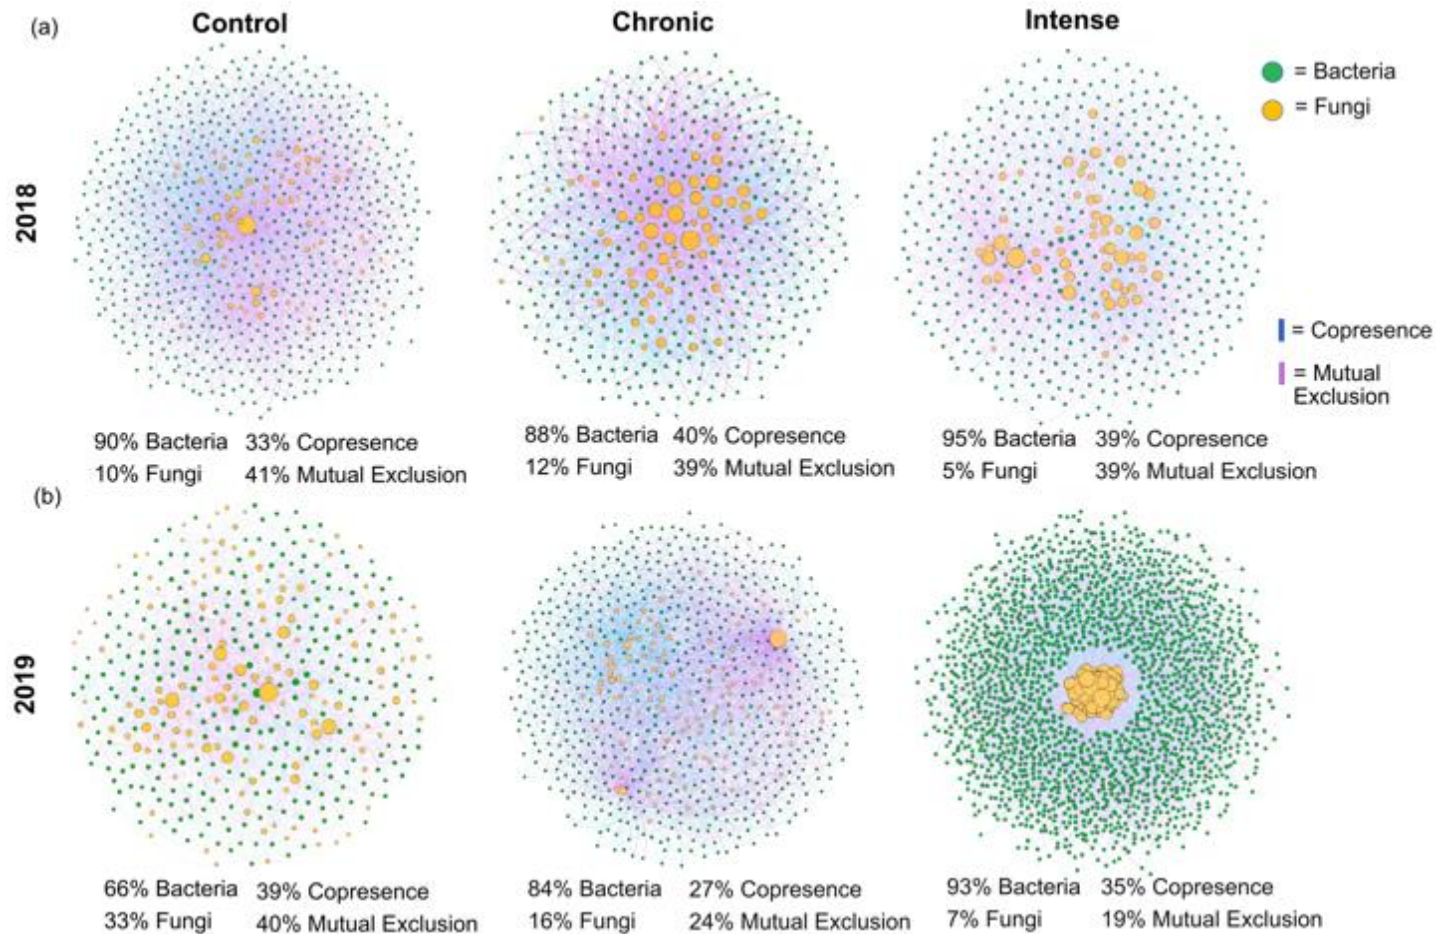 (a)
Control
Chronic
Intense
= Bacteria
= Fungi
2018
= Copresence
= Mutual
Exclusion
90% Bacteria 33% Copresence
10% Fungi 41% Mutual Exclusion
88% Bacteria 40% Copresence
12% Fungi 39% Mutual Exclusion
95% Bacteria 39% Copresence
5% Fungi 39% Mutual Exclusion
(b)
2019
66% Bacteria 39% Copresence
33% Fungi 40% Mutual Exclusion
84% Bacteria 27% Copresence
16% Fungi 24% Mutual Exclusion
93% Bacteria 35% Copresence
7% Fungi 19% Mutual Exclusion